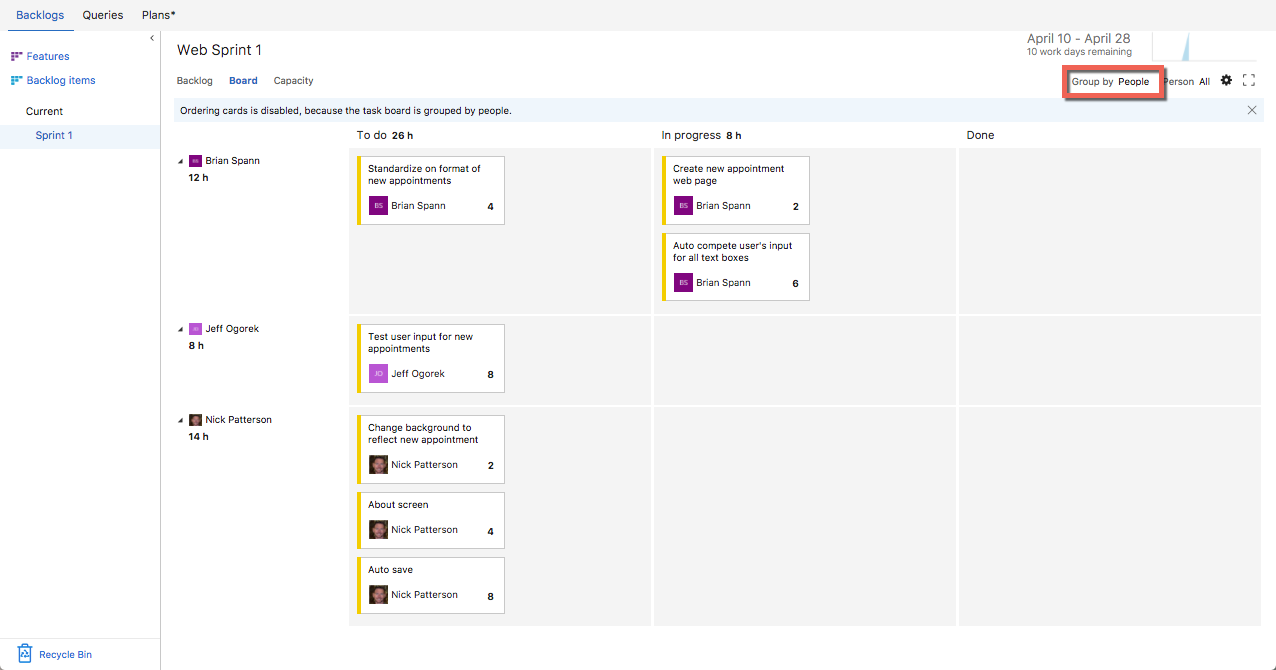 Backlogs Queries Plans*
Features
Backlog items
Current
Sprint 1
Recycle Bin
Web Sprint 1
April 10 - April 28
10 work days remaining
Backlog Board Capacity
Group by People Person All
Ordering cards is disabled, because the task board is grouped by people.
To do 26 h
In progress 8 h
Done
Brian Spann
12 h
Standardize on format of
new appointments
BS Brian Spann 4
Create new appointment
web page
BS Brian Spann 2
Auto compete user's input
for all text boxes
BS Brian Spann 6
Jeff Ogorek
8 h
Test user input for new
appointments
JO Jeff Ogorek 8
Nick Patterson
14 h
Change background to
reflect new appointment
Nick Patterson 2
About screen
Nick Patterson 4
Auto save
Nick Patterson 8